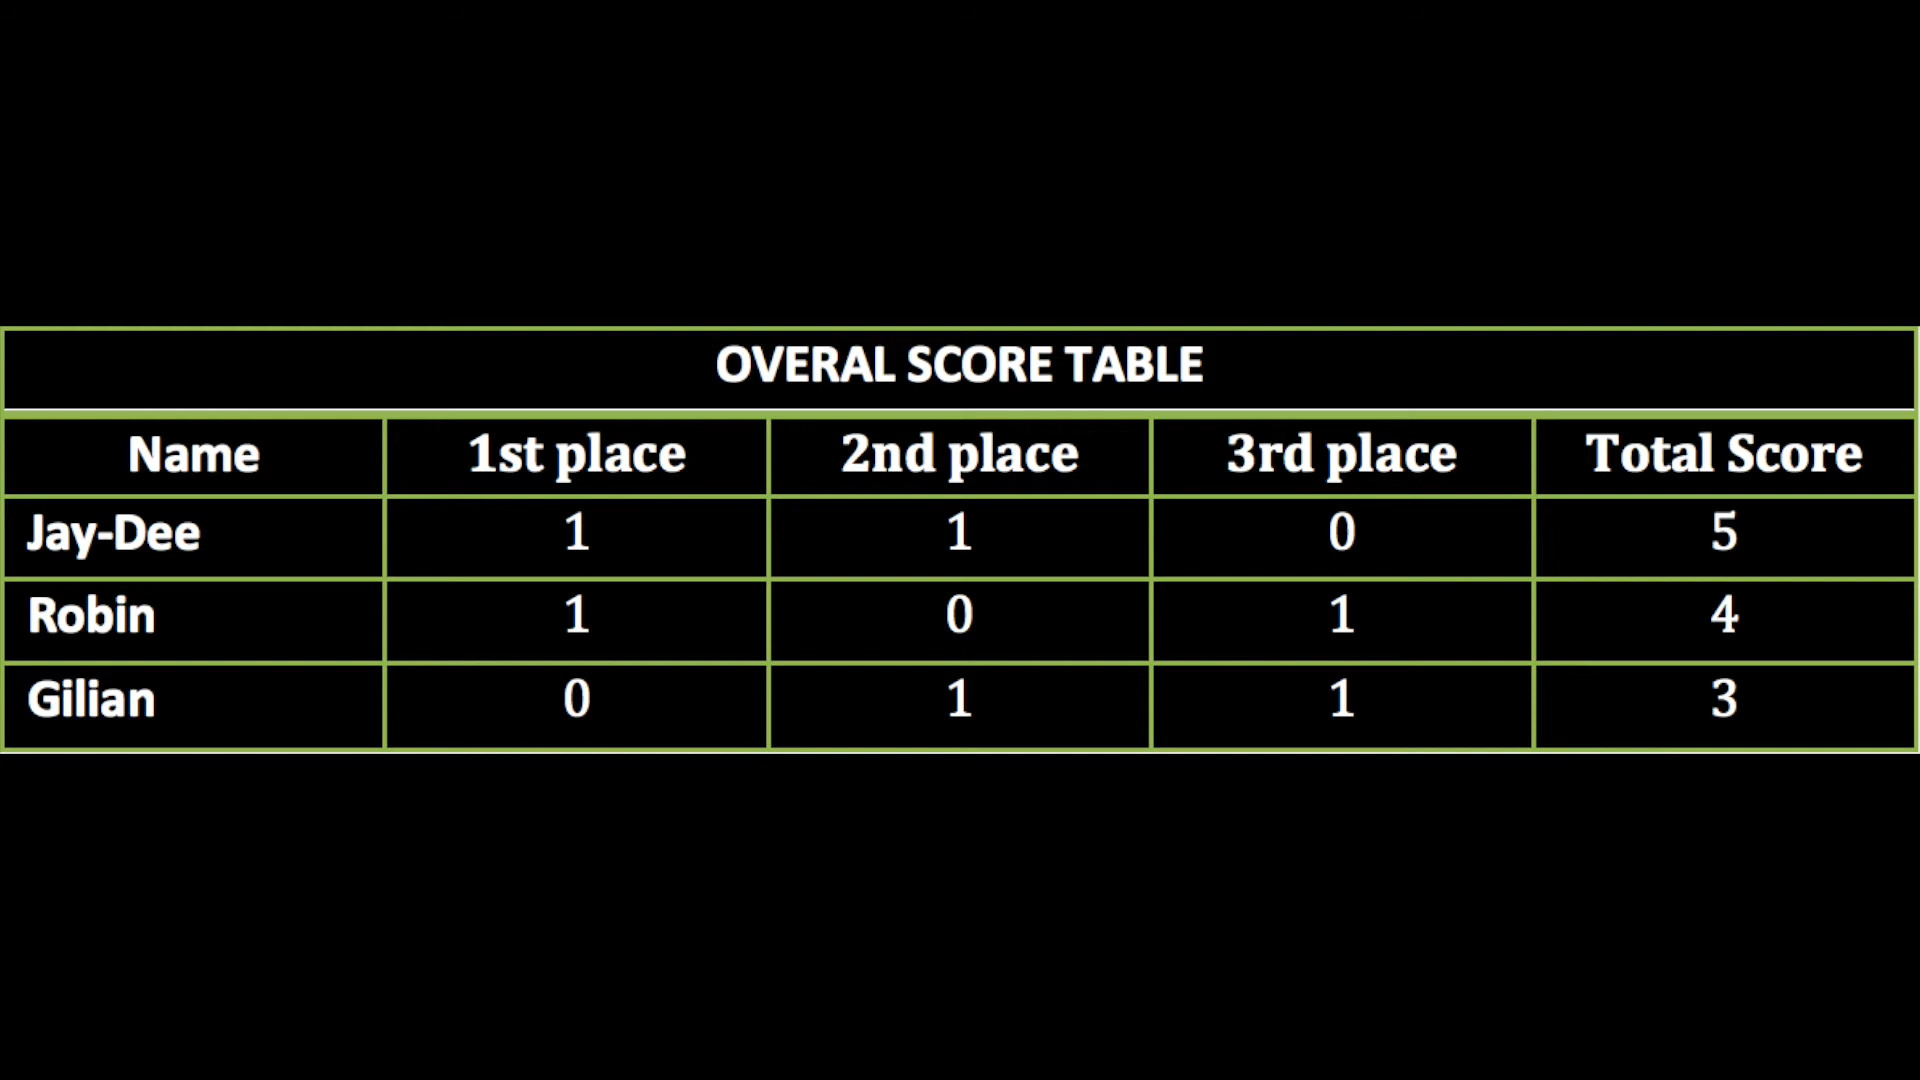 OVERAL SCORE TABLE
Name 1st place 2nd place 3rd place Total Score
Jay-Dee 1 1 0 5
Robin 1 0 1 4
Gilian 0 1 1 3